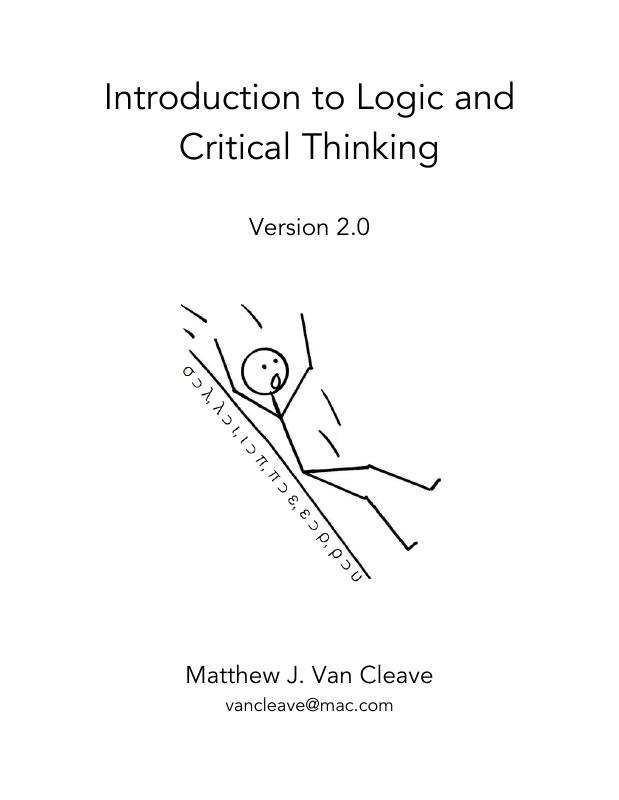 Introduction to Logic and
Critical Thinking
Version 2.0
σ ⊃ λ, λ ⊃ ι, ι ⊃ π, π ⊃ ε, ε ⊃ d, d ⊃ υ
Matthew J. Van Cleave
vancleave@mac.com